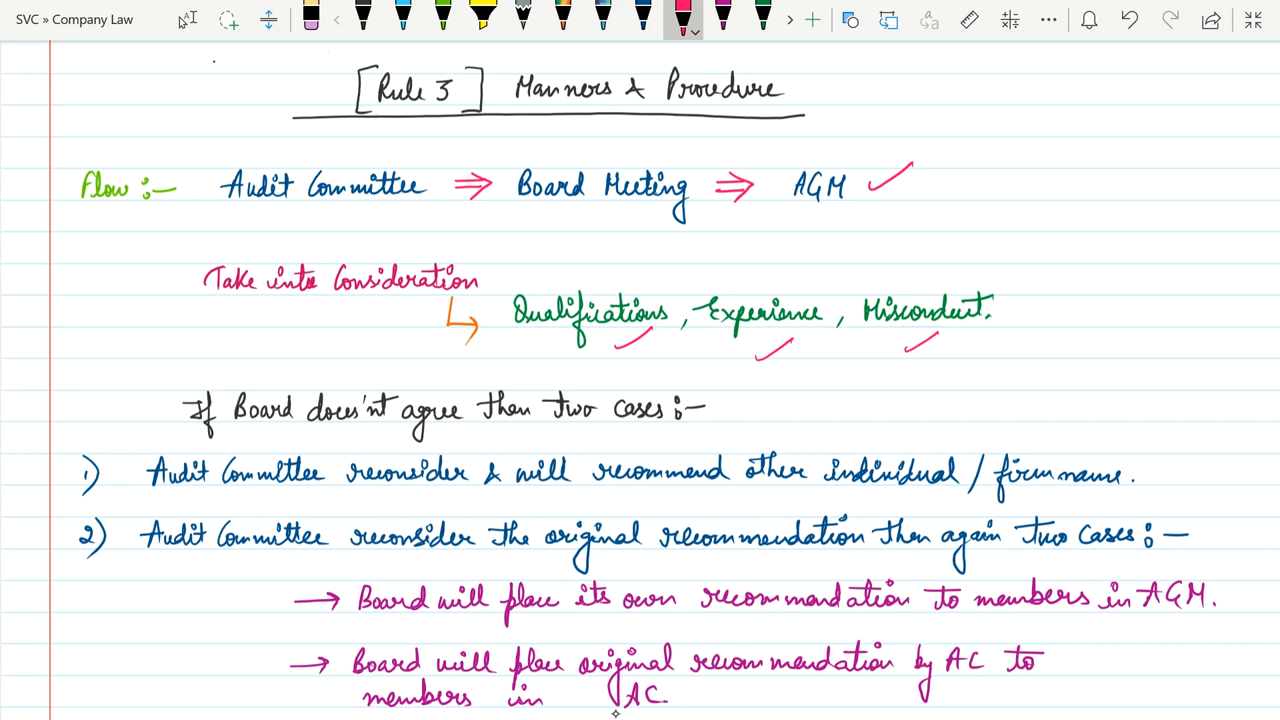 SVC » Company Law
[Rule 3] Manners & Procedure
Flow :- Audit Committee ⇒ Board Meeting ⇒ AGM ✓
Take into Consideration
↳ Qualifications, Experience, Misconduct.
If Board does'nt agree then two cases :-
1) Audit Committee reconsider & will recommend other individual / firm name.
2) Audit Committee reconsider the original recommendation then again two cases :-
→ Board will place its own recommendation to members in AGM.
→ Board will place original recommendation by AC to
members in AC.